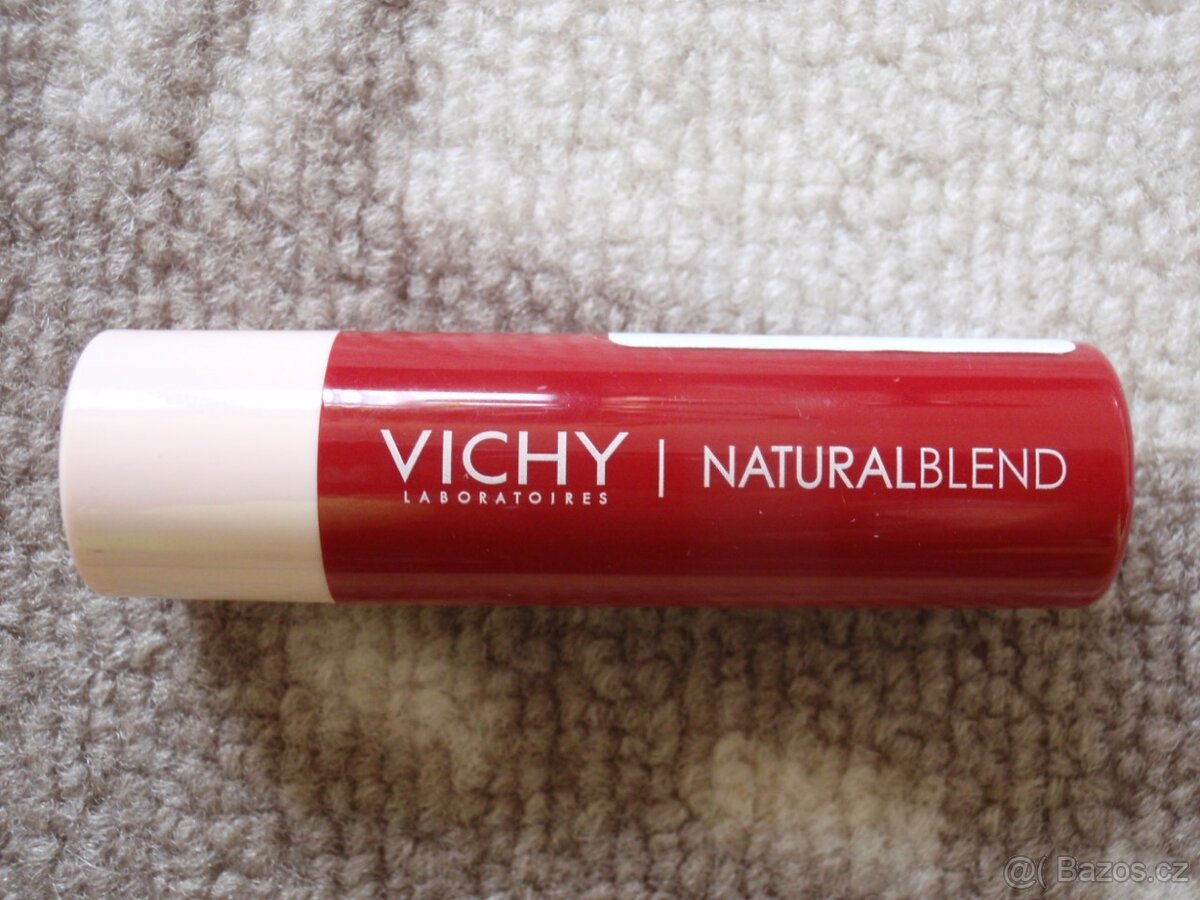 VICHY | NATURALBLEND
LABORATOIRES
@( Bazos.cz